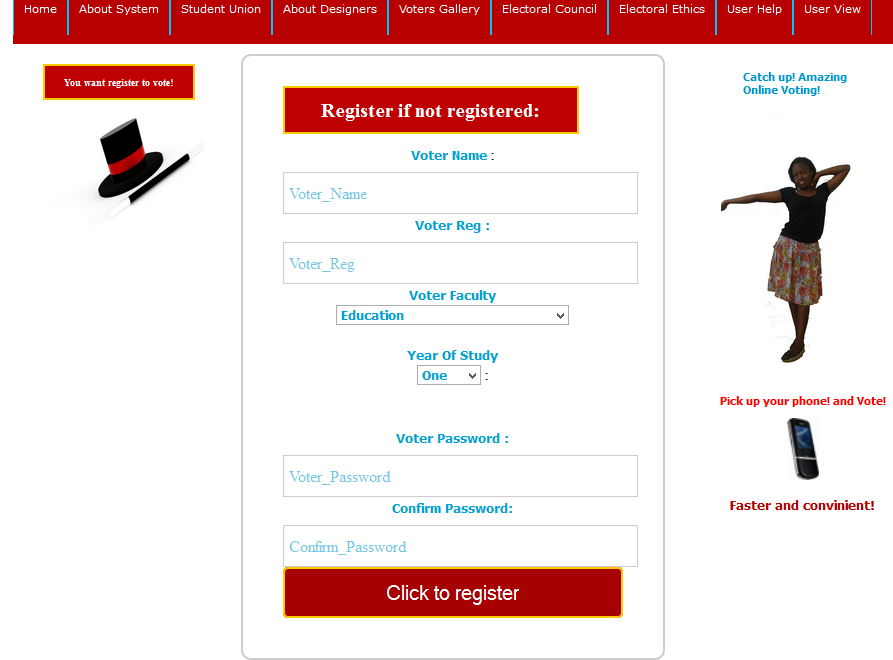 Home About System Student Union About Designers Voters Gallery Electoral Council Electoral Ethics User Help User View
You want register to vote!
Register if not registered:
Voter Name :
Voter_Name
Voter Reg :
Voter_Reg
Voter Faculty
Education
Year Of Study
One :
Voter Password :
Voter_Password
Confirm Password:
Confirm_Password
Click to register
Catch up! Amazing
Online Voting!
Pick up your phone! and Vote!
Faster and convinient!